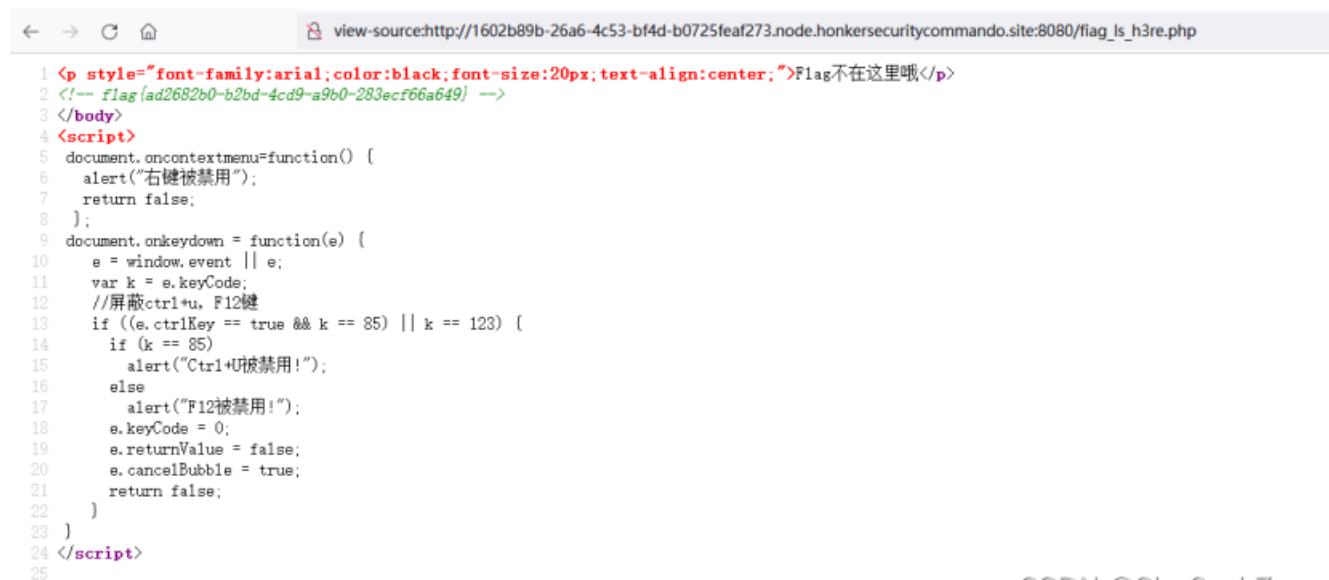 view-source:http://1602b89b-26a6-4c53-bf4d-b0725feaf273.node.honkersecuritycommando.site:8080/fiag_ls_h3re.php
1 <p style="font-family:arial;color:black;font-size:20px;text-align:center;">Flag不在这里哦</p>
2 <!-- flag{ad2682b0-b2bd-4cd9-a9b0-283ecf66a649} -->
3 </body>
4 <script>
5 document.oncontextmenu=function() {
6 alert("右键被禁用");
7 return false;
8 };
9 document.onkeydown = function(e) {
10 e = window.event || e;
11 var k = e.keyCode;
12 //屏蔽ctrl+u，F12键
13 if ((e.ctrlKey == true && k == 85) || k == 123) {
14 if (k == 85)
15 alert("Ctrl+U被禁用!");
16 else
17 alert("F12被禁用!");
18 e.keyCode = 0;
19 e.returnValue = false;
20 e.cancelBubble = true;
21 return false;
22 }
23 }
24 </script>
25